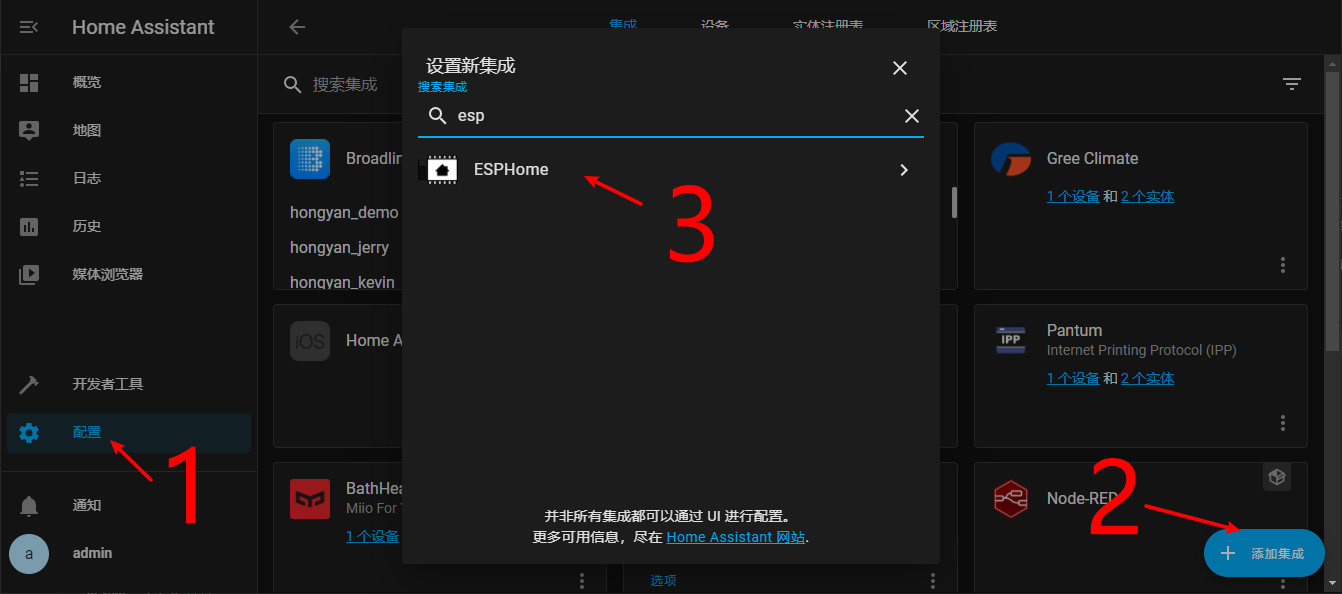 Home Assistant
集成
设备
实体注册表
区域注册表
概览
地图
日志
历史
媒体浏览器
开发者工具
配置
通知
a
admin
搜索集成
Broadlin
hongyan_demo
hongyan_jerry
hongyan_kevin
iOS
Home A
BathHea
Miio For
1 个设备
设置新集成
搜索集成
esp
ESPHome
并非所有集成都可以通过 UI 进行配置。
更多可用信息，尽在 Home Assistant 网站.
选项
Gree Climate
1 个设备 和 2 个实体
IPP
Pantum
Internet Printing Protocol (IPP)
1 个设备 和 2 个实体
Node-RED
添加集成
1
2
3